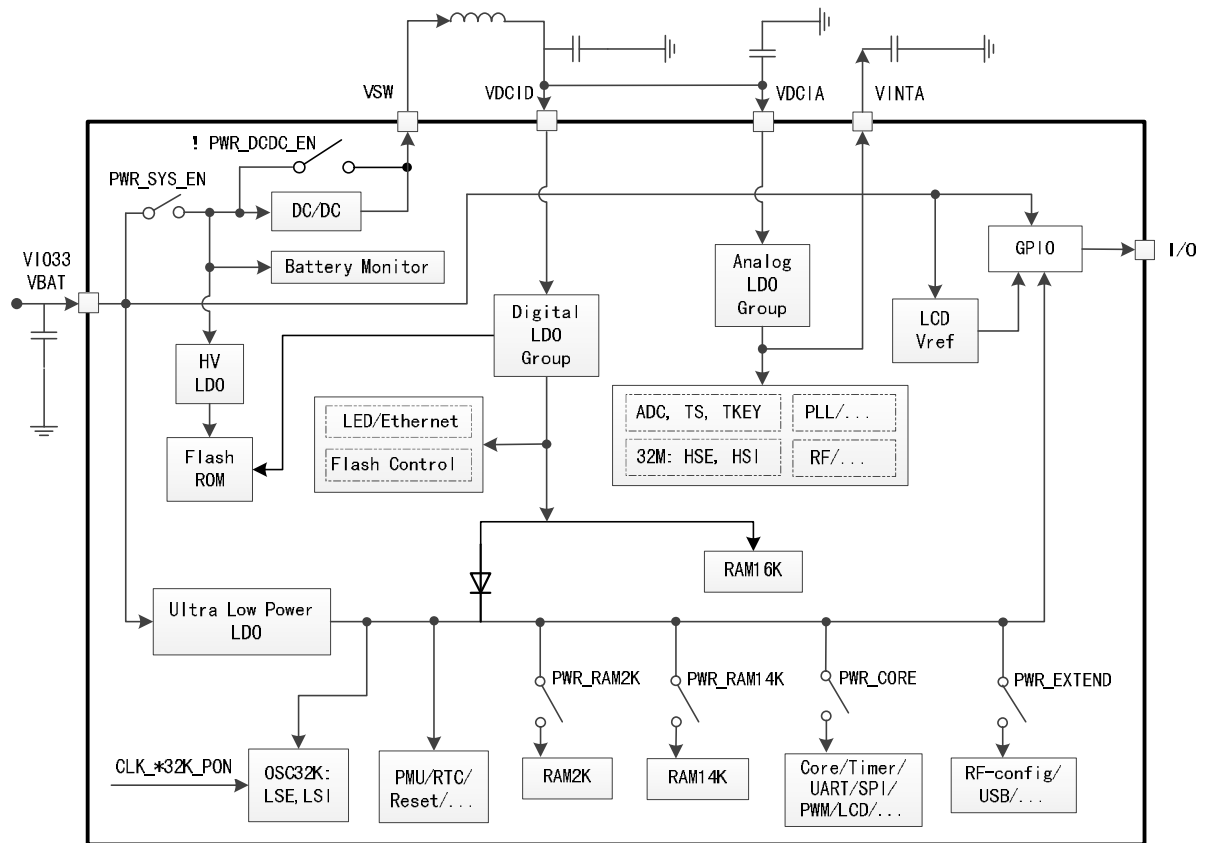 VSW
VDCID
VDCIA
VINTA
! PWR_DCDC_EN
PWR_SYS_EN
DC/DC
VIO33
VBAT
Battery Monitor
GPIO
I/O
Analog
LDO
Group
Digital
LDO
Group
LCD
Vref
HV
LDO
ADC, TS, TKEY
PLL/...
LED/Ethernet
32M: HSE, HSI
RF/...
Flash
ROM
Flash Control
RAM16K
Ultra Low Power
LDO
PWR_RAM2K
PWR_RAM14K
PWR_CORE
PWR_EXTEND
CLK_*32K_PON
OSC32K:
LSE,LSI
PMU/RTC/
Reset/...
RAM2K
RAM14K
Core/Timer/
UART/SPI/
PWM/LCD/...
RF-config/
USB/...